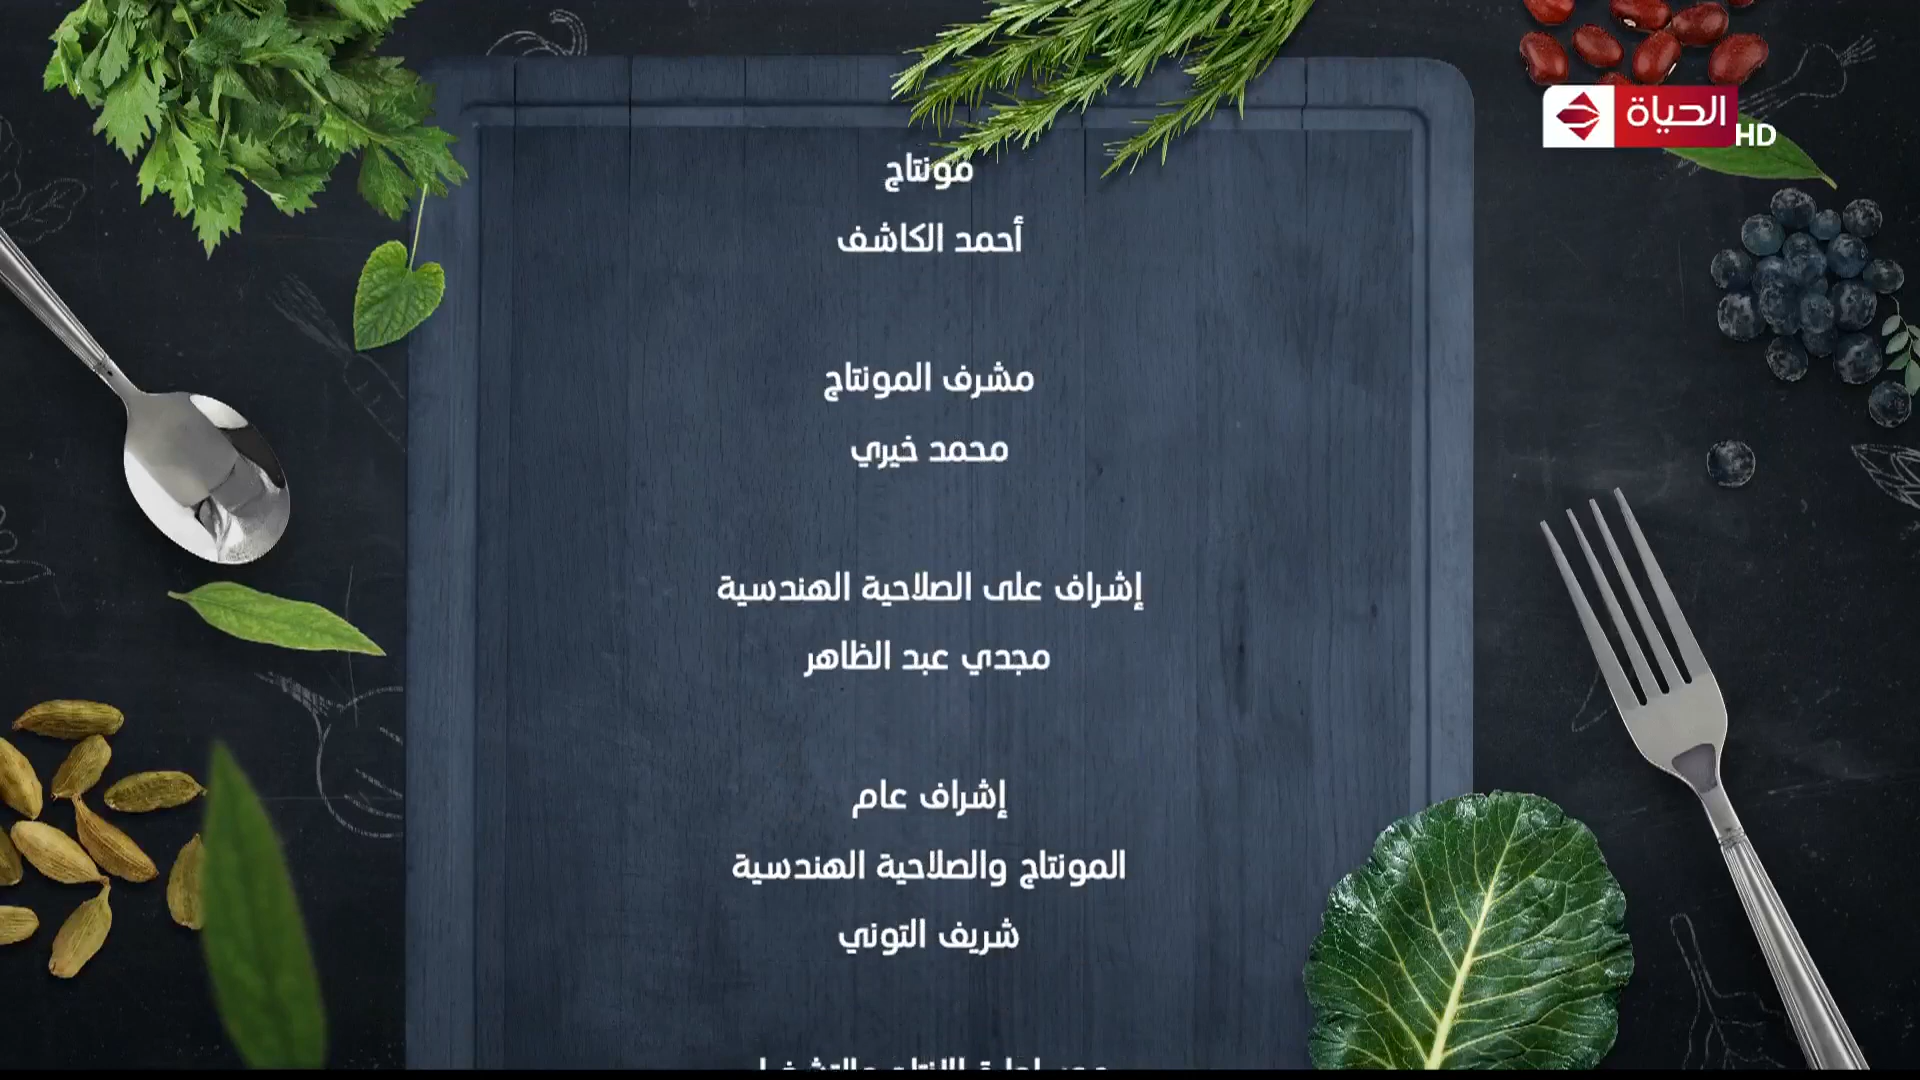 الحياة
HD
مونتاج
أحمد الكاشف
مشرف المونتاج
محمد خيري
إشراف على الصلاحية الهندسية
مجدي عبد الظاهر
إشراف عام
المونتاج والصلاحية الهندسية
شريف التوني